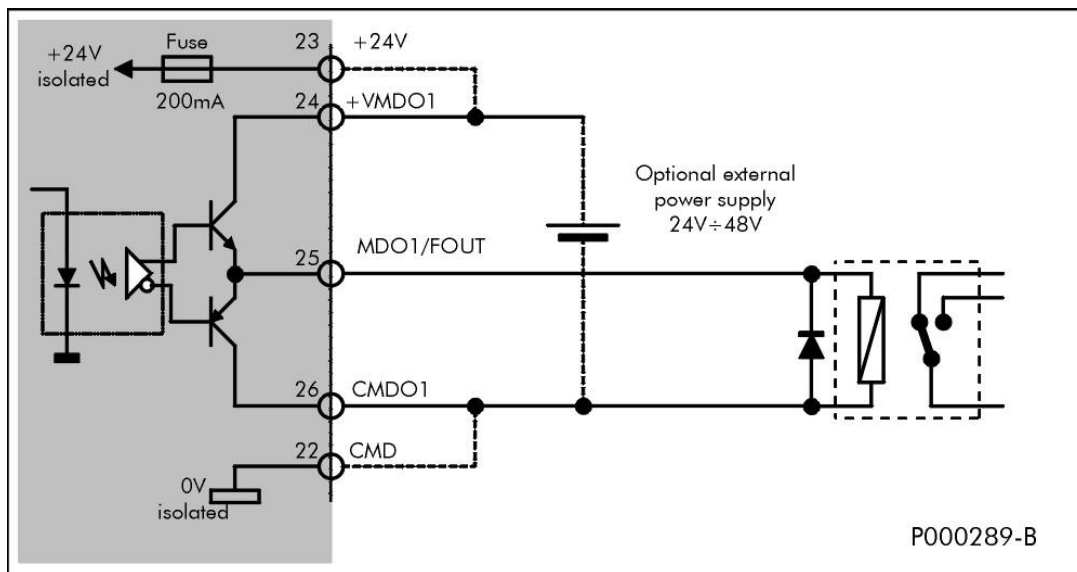 +24V
isolated
Fuse
200mA
23
+24V
24
+VMDO1
Optional external
power supply
24V÷48V
25
MDO1/FOUT
26
CMDO1
22
CMD
0V
isolated
P000289-B